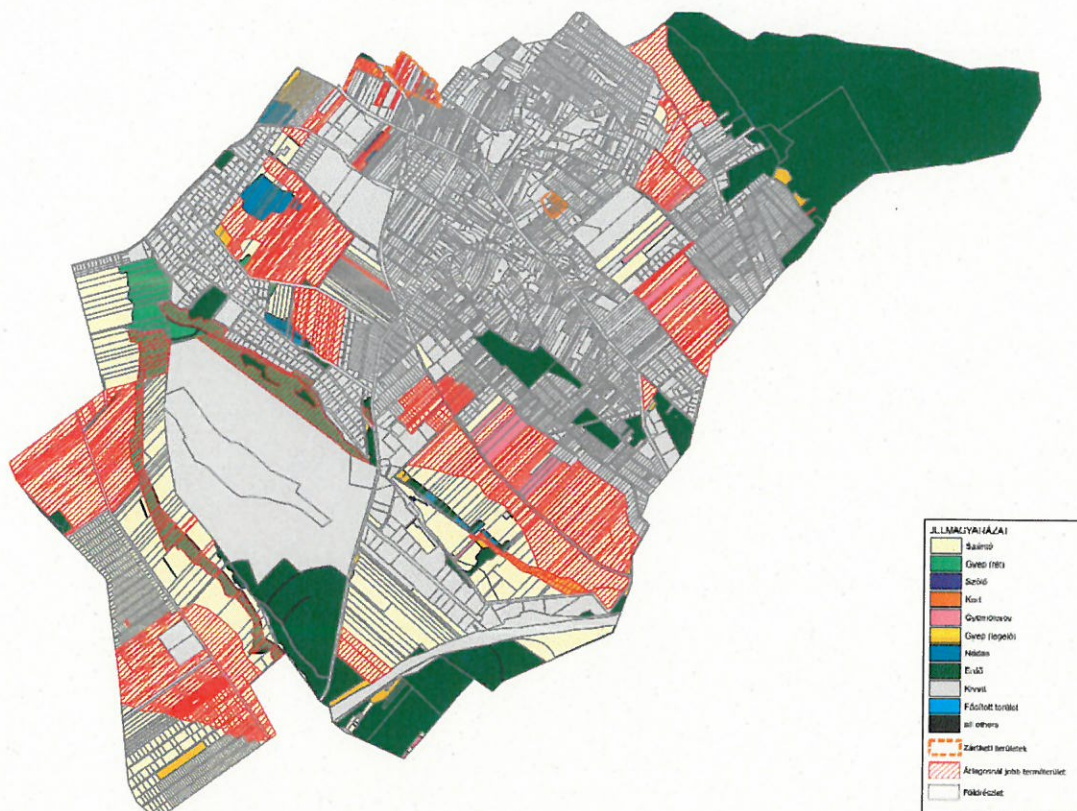 JELMAGYARÁZAT
Szántó
Gyep (rét)
Szőlő
Kert
Gyümölcsös
Gyep (legelő)
Nádas
Erdő
Kivett
Fásított terület
all others
Zártkerti területek
Átlagosnál jobb termőterület
Földrészlet